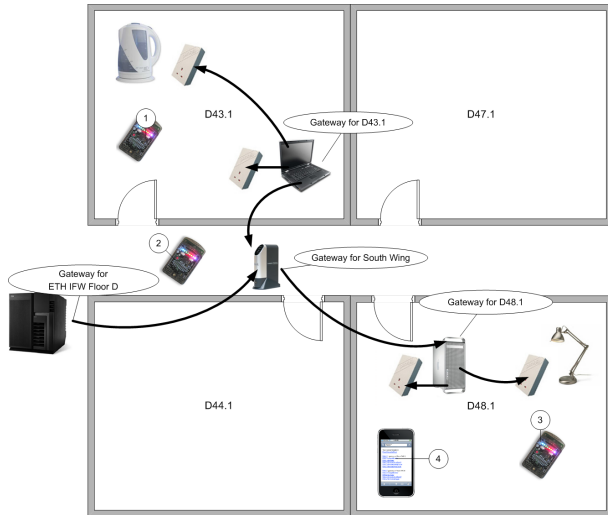 1
D43.1
Gateway for D43.1
D47.1
2
Gateway for
ETH IFW Floor D
Gateway for South Wing
Gateway for D48.1
D44.1
D48.1
3
4